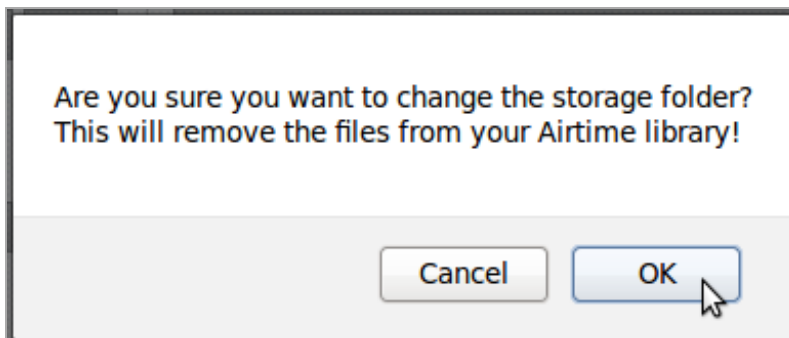 Are you sure you want to change the storage folder?
This will remove the files from your Airtime library!
Cancel OK